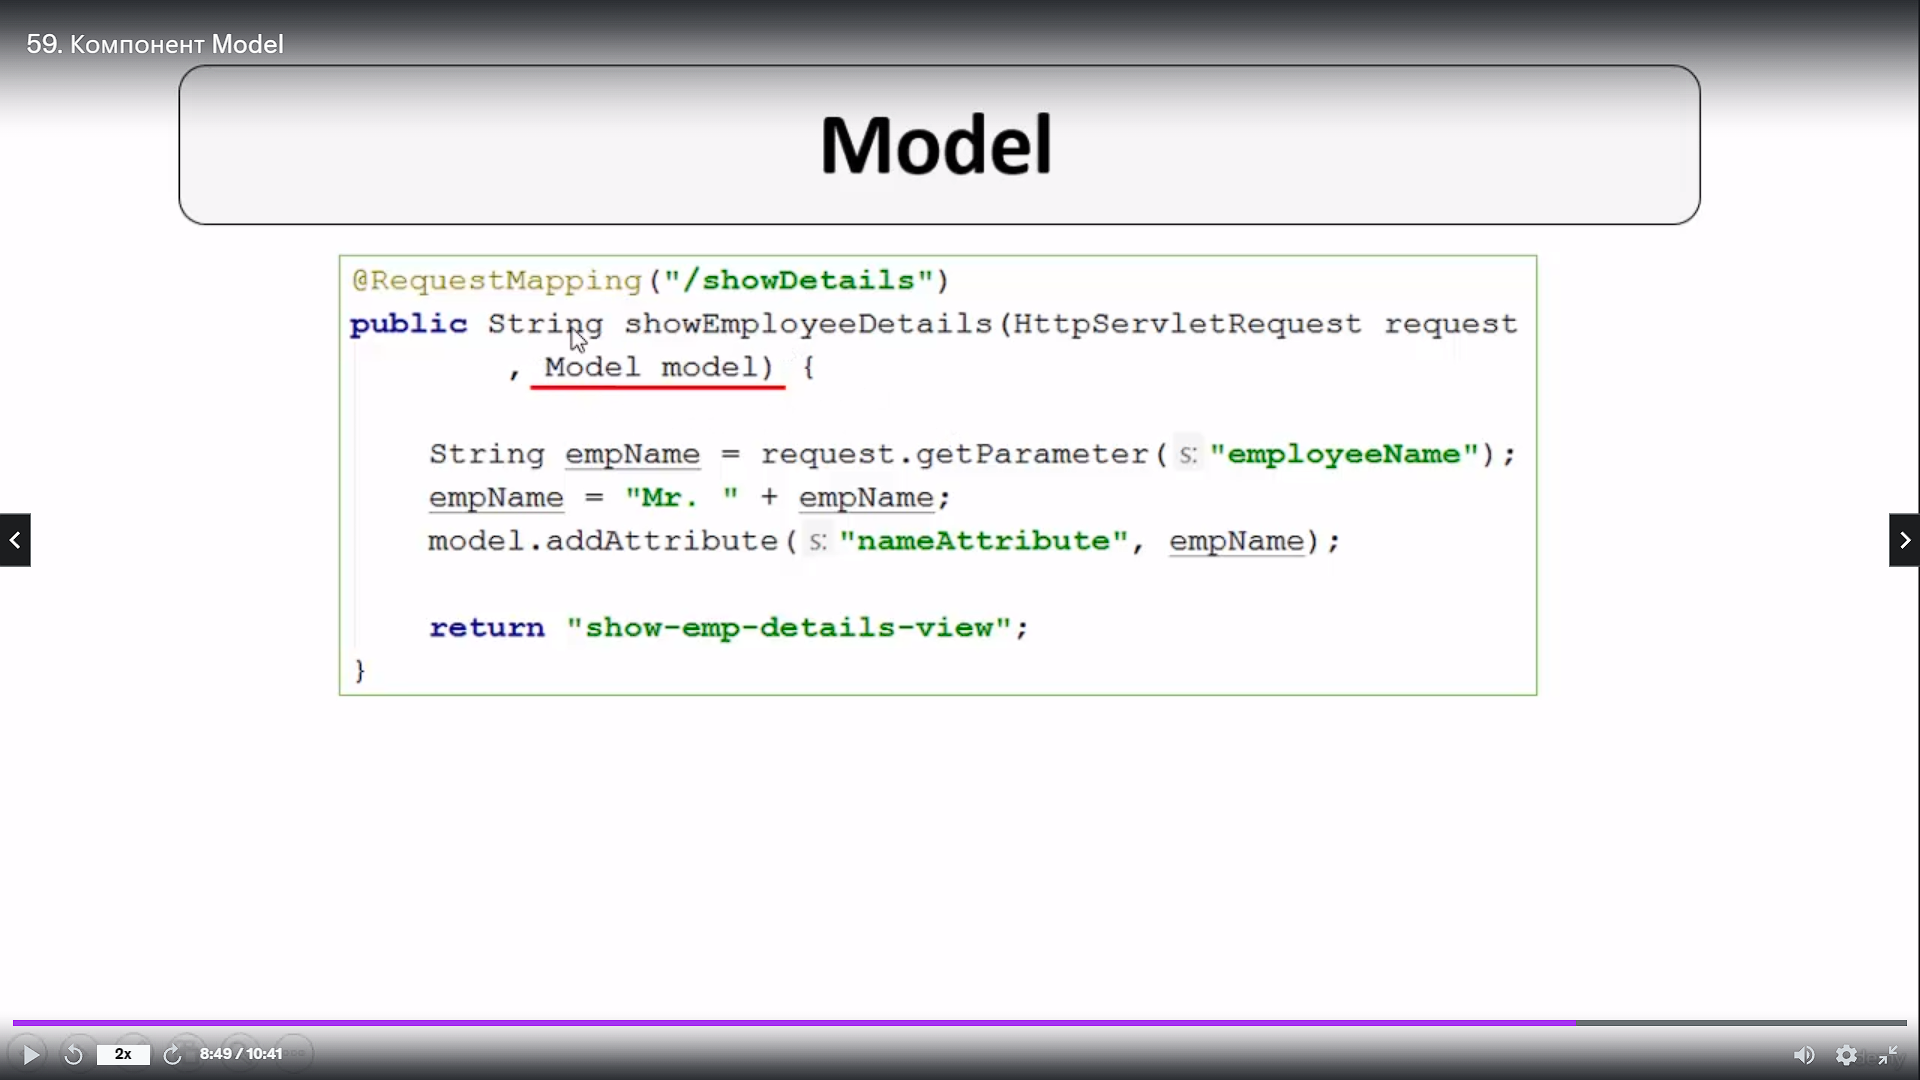 59. Компонент Model
Model
@RequestMapping("/showDetails")
public String showEmployeeDetails(HttpServletRequest request
, Model model) {
String empName = request.getParameter( s: "employeeName");
empName = "Mr. " + empName;
model.addAttribute( s: "nameAttribute", empName);
return "show-emp-details-view";
}
2x
8:49 / 10:41